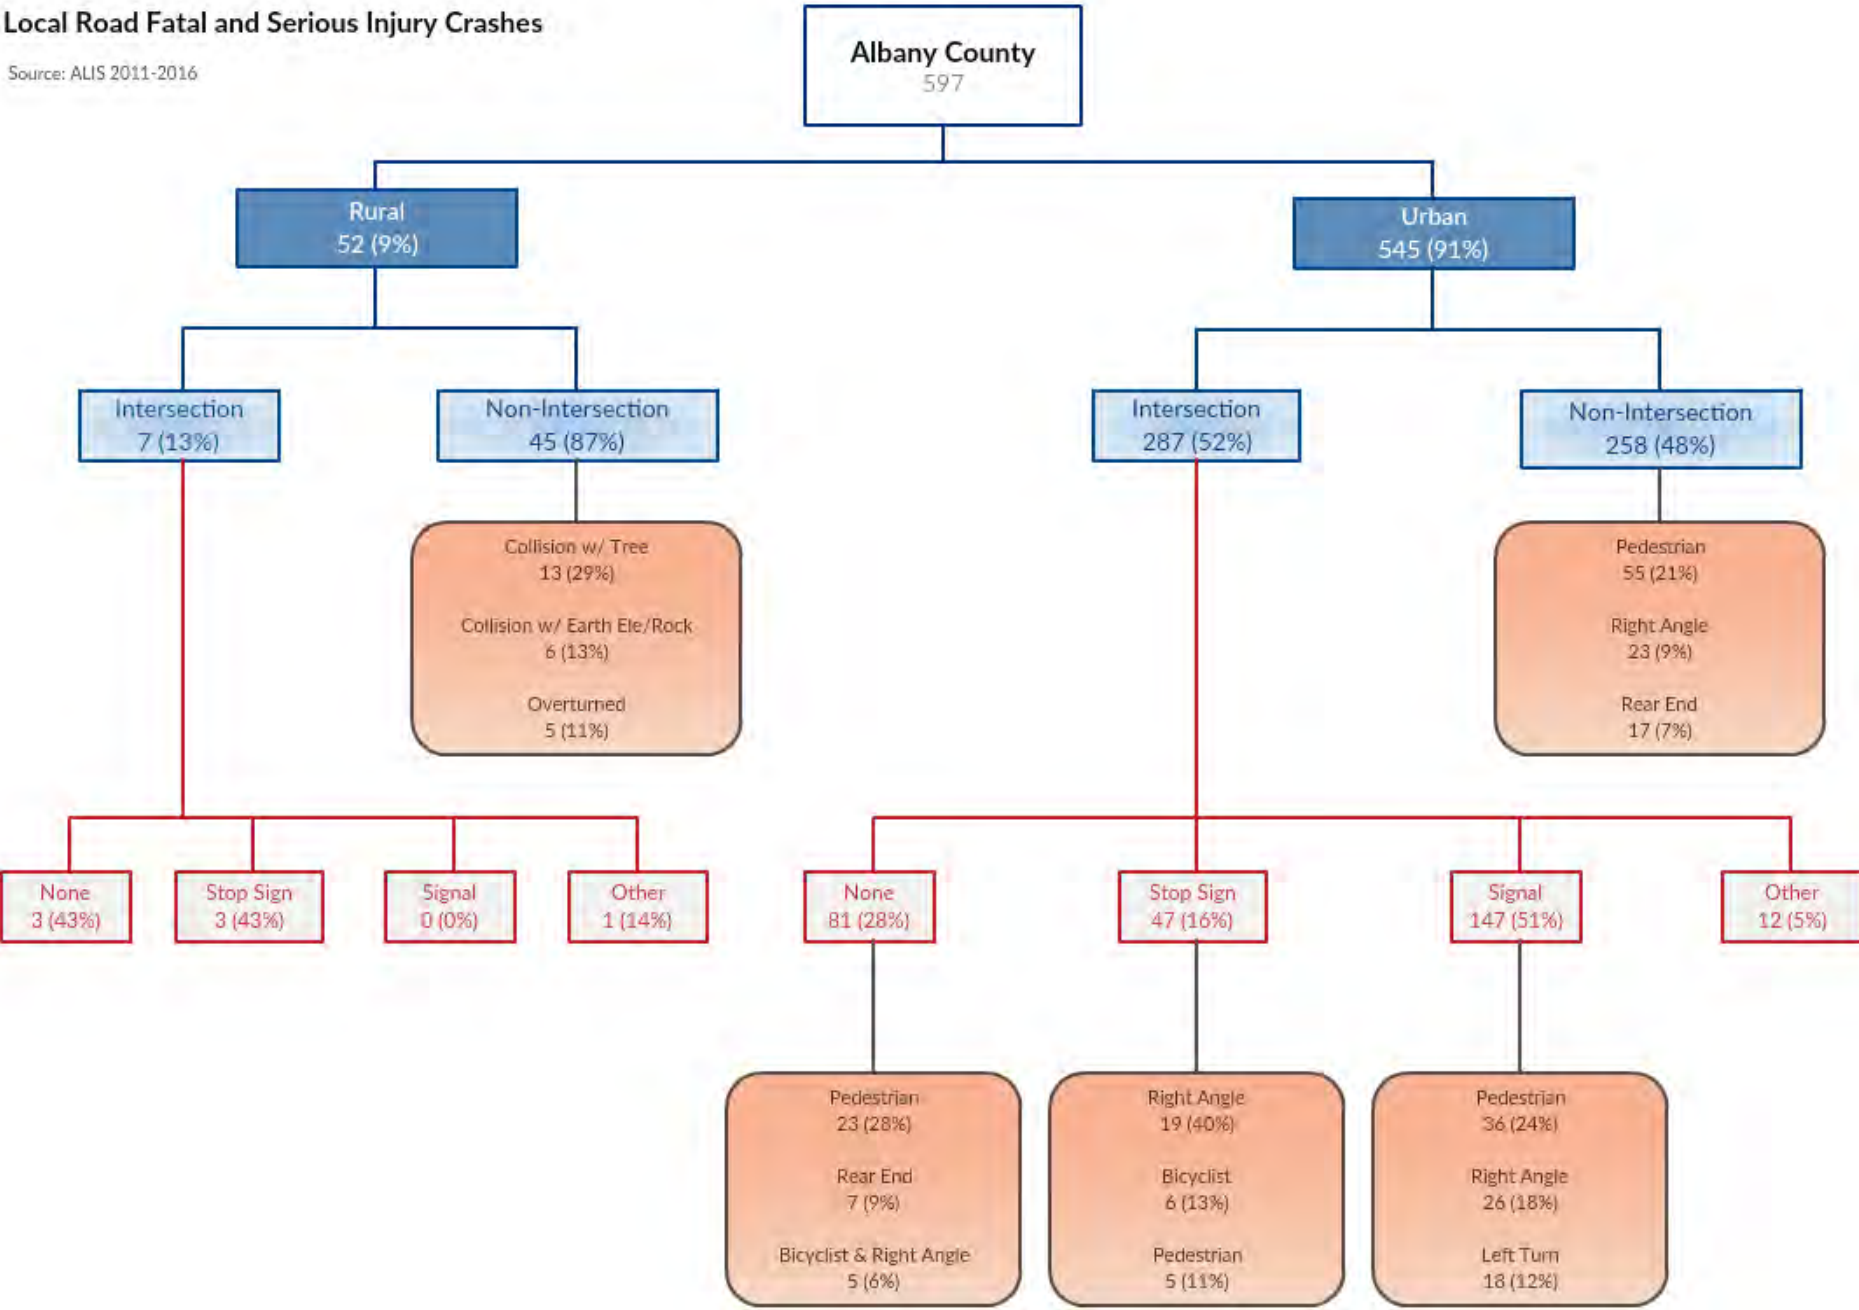 Local Road Fatal and Serious Injury Crashes
Source: ALIS 2011-2016
Albany County
597
Rural
52 (9%)
Urban
545 (91%)
Intersection
7 (13%)
Non-Intersection
45 (87%)
Intersection
287 (52%)
Non-Intersection
258 (48%)
Collision w/ Tree
13 (29%)
Collision w/ Earth Ele/Rock
6 (13%)
Overturned
5 (11%)
Pedestrian
55 (21%)
Right Angle
23 (9%)
Rear End
17 (7%)
None
3 (43%)
Stop Sign
3 (43%)
Signal
0 (0%)
Other
1 (14%)
None
81 (28%)
Stop Sign
47 (16%)
Signal
147 (51%)
Other
12 (5%)
Pedestrian
23 (28%)
Rear End
7 (9%)
Bicyclist & Right Angle
5 (6%)
Right Angle
19 (40%)
Bicyclist
6 (13%)
Pedestrian
5 (11%)
Pedestrian
36 (24%)
Right Angle
26 (18%)
Left Turn
18 (12%)